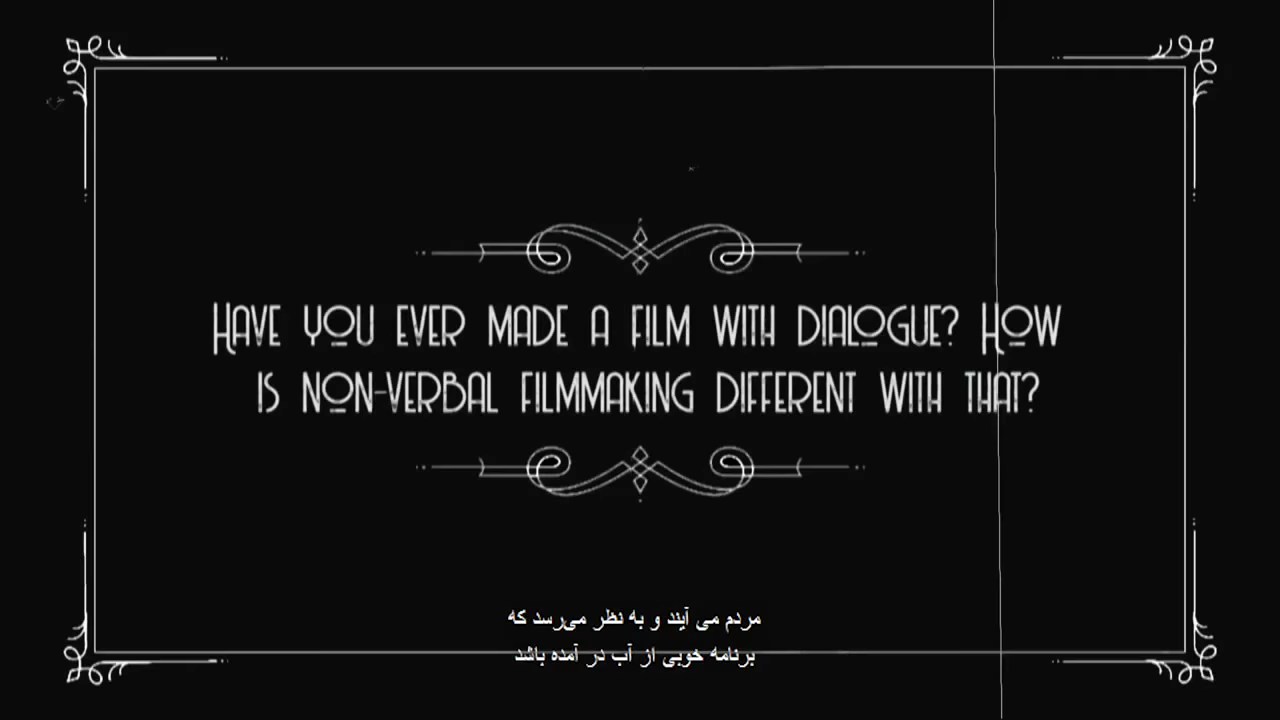 Have you ever made a film with dialogue? How
is non-verbal filmmaking different with that?
مردم می آیند و به نظر می‌رسد که
برنامه خوبی از آب در آمده باشد